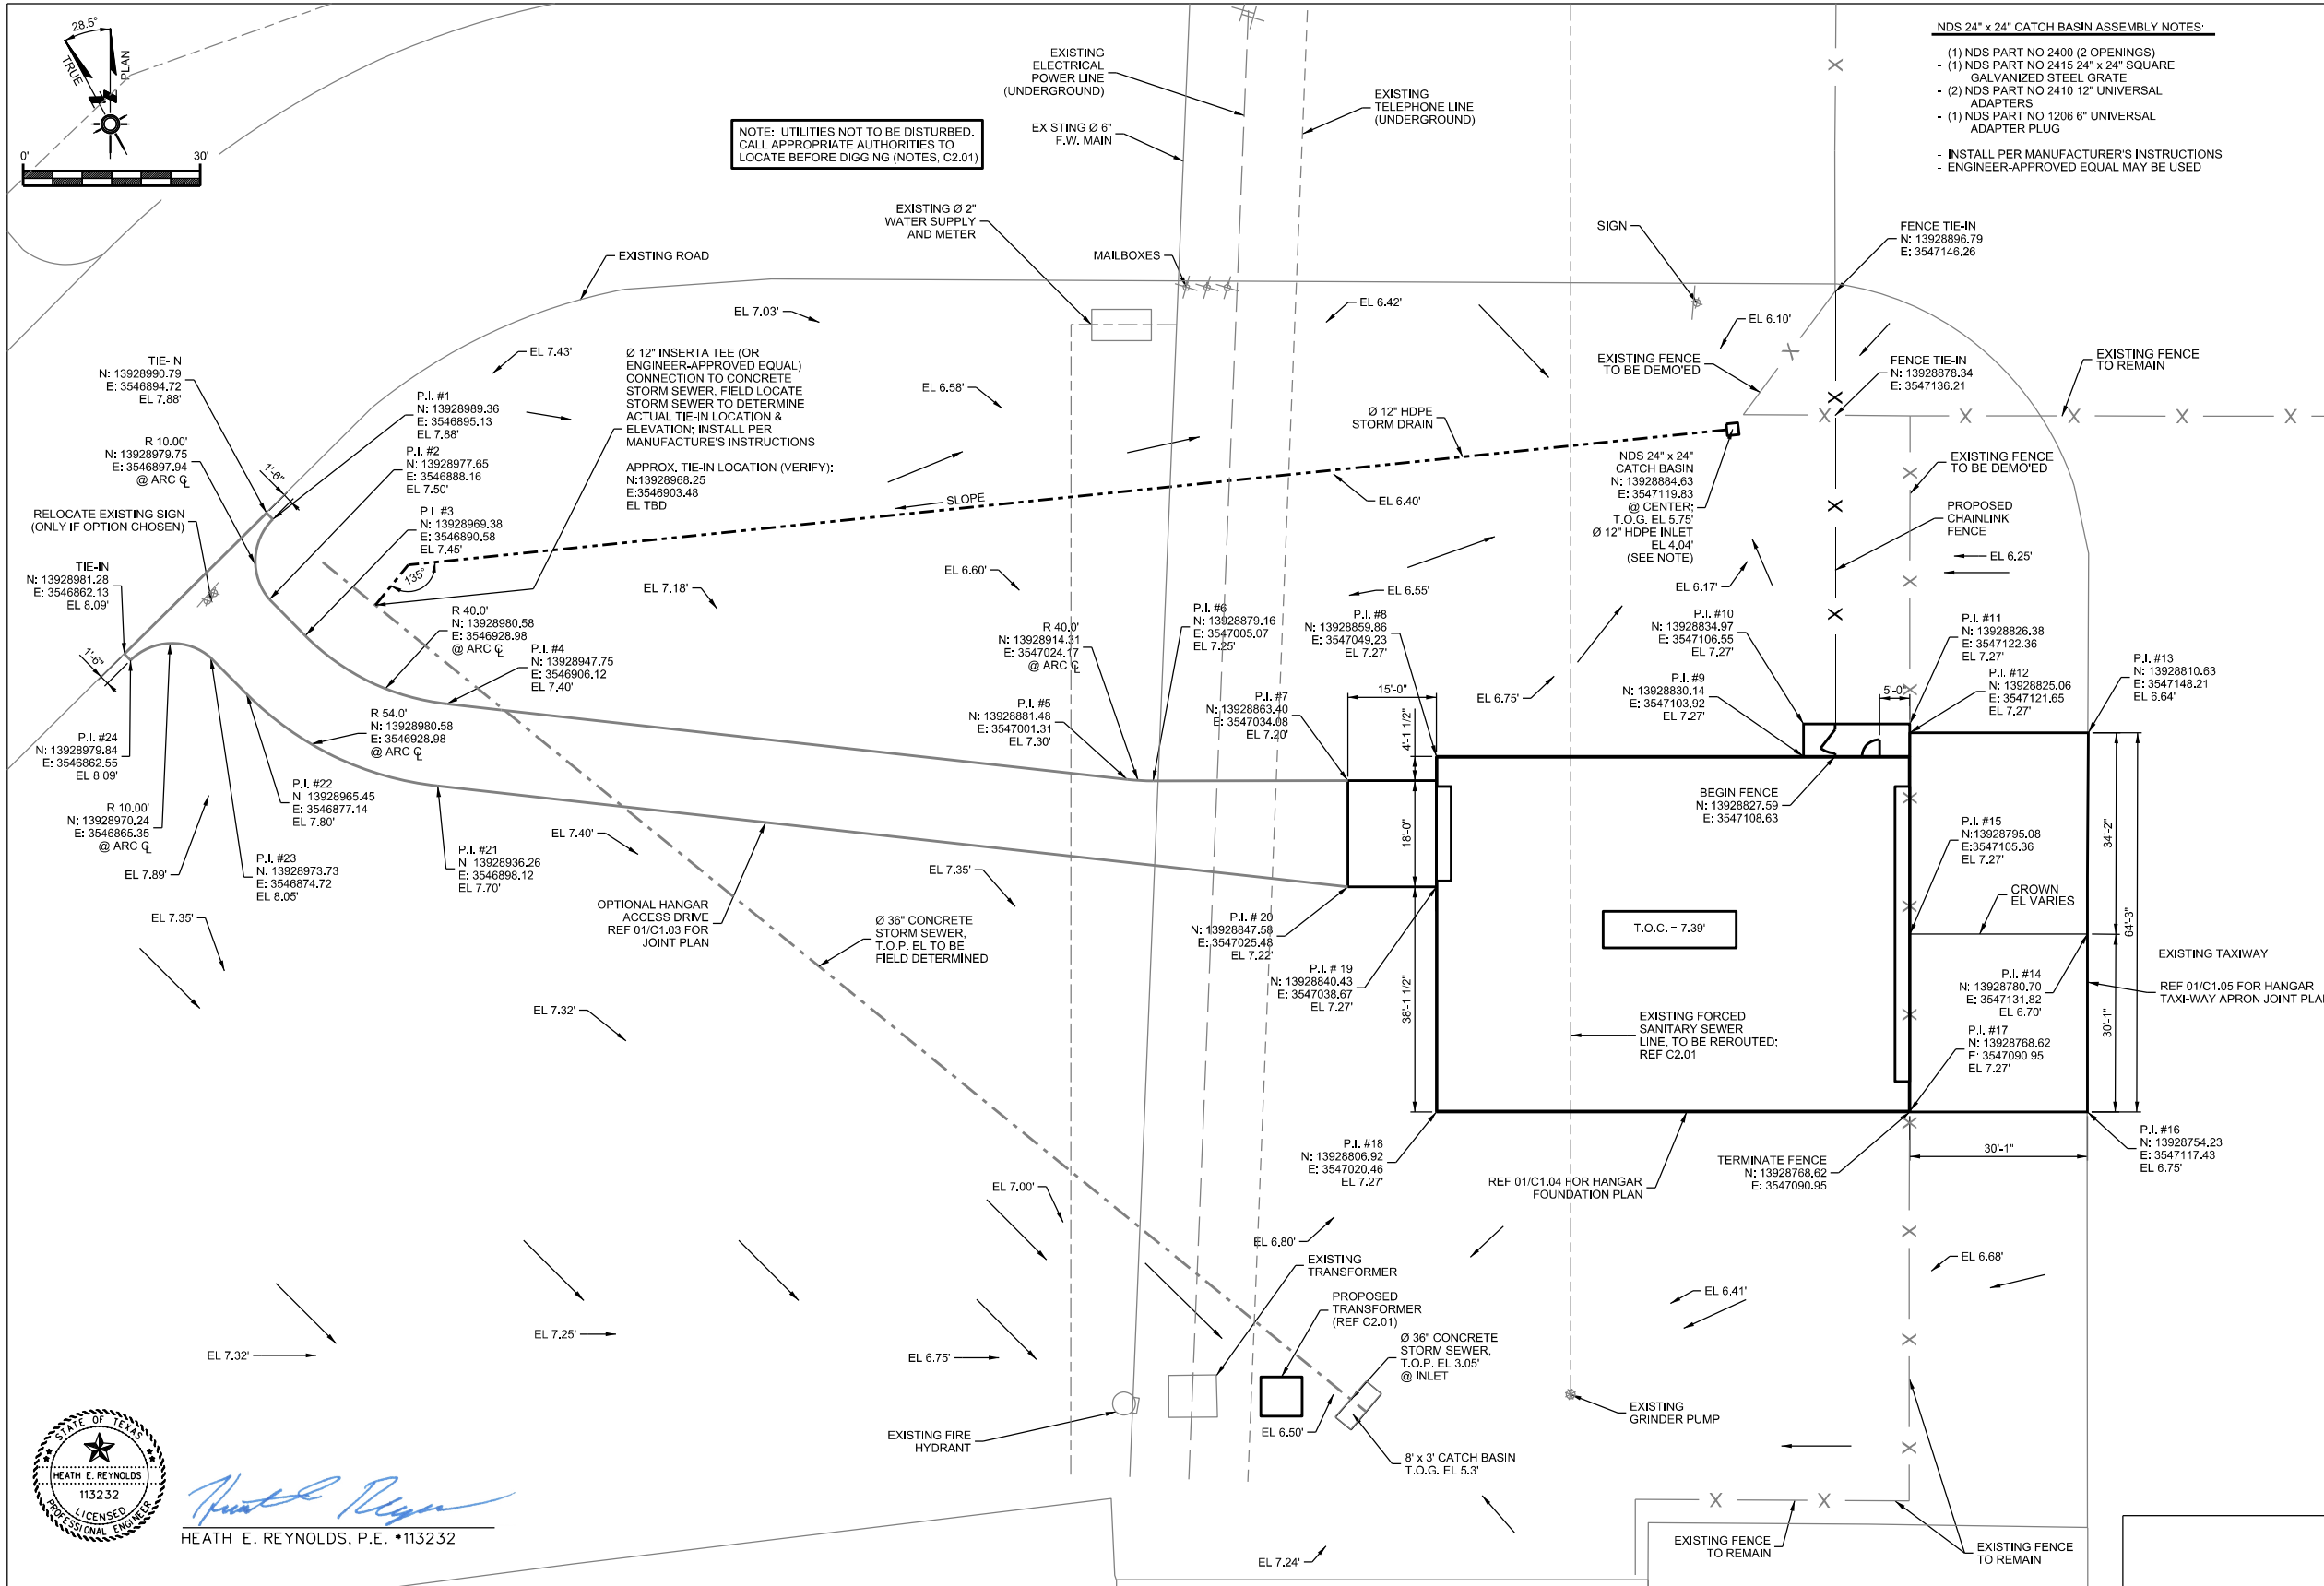 28.5°
TRUE
PLAN
0'
30'
NOTE: UTILITIES NOT TO BE DISTURBED.
CALL APPROPRIATE AUTHORITIES TO
LOCATE BEFORE DIGGING (NOTES, C2.01)
EXISTING
ELECTRICAL
POWER LINE
(UNDERGROUND)
EXISTING Ø 6"
F.W. MAIN
EXISTING
TELEPHONE LINE
(UNDERGROUND)
NDS 24" x 24" CATCH BASIN ASSEMBLY NOTES:
- (1) NDS PART NO 2400 (2 OPENINGS)
- (1) NDS PART NO 2415 24" x 24" SQUARE
GALVANIZED STEEL GRATE
- (2) NDS PART NO 2410 12" UNIVERSAL
ADAPTERS
- (1) NDS PART NO 1206 6" UNIVERSAL
ADAPTER PLUG
- INSTALL PER MANUFACTURER'S INSTRUCTIONS
- ENGINEER-APPROVED EQUAL MAY BE USED
EXISTING Ø 2"
WATER SUPPLY
AND METER
MAILBOXES
EXISTING ROAD
SIGN
FENCE TIE-IN
N: 13928896.79
E: 3547146.26
EL 7.03'
EL 6.42'
EL 6.10'
EL 7.43'
EL 6.58'
EXISTING FENCE
TO BE DEMO'ED
FENCE TIE-IN
N: 13928878.34
E: 3547136.21
EXISTING FENCE
TO REMAIN
TIE-IN
N: 13928990.79
E: 3546894.72
EL 7.88'
P.I. #1
N: 13928989.36
E: 3546895.13
EL 7.88'
Ø 12" INSERTA TEE (OR
ENGINEER-APPROVED EQUAL)
CONNECTION TO CONCRETE
STORM SEWER, FIELD LOCATE
STORM SEWER TO DETERMINE
ACTUAL TIE-IN LOCATION &
ELEVATION; INSTALL PER
MANUFACTURE'S INSTRUCTIONS
APPROX. TIE-IN LOCATION (VERIFY):
N:13928968.25
E:3546903.48
EL TBD
R 10.00'
N: 13928979.75
E: 3546897.94
@ ARC ℄
1'-6"
P.I. #2
N: 13928977.65
E: 3546888.16
EL 7.50'
P.I. #3
N: 13928969.38
E: 3546890.58
EL 7.45'
RELOCATE EXISTING SIGN
(ONLY IF OPTION CHOSEN)
TIE-IN
N: 13928981.28
E: 3546862.13
EL 8.09'
135°
SLOPE
Ø 12" HDPE
STORM DRAIN
EL 6.40'
NDS 24" x 24"
CATCH BASIN
N: 13928884.63
E: 3547119.83
@ CENTER;
T.O.G. EL 5.75'
Ø 12" HDPE INLET
EL 4.04'
(SEE NOTE)
EXISTING FENCE
TO BE DEMO'ED
PROPOSED
CHAINLINK
FENCE
EL 6.25'
EL 6.17'
EL 6.60'
EL 7.18'
EL 6.55'
R 40.0'
N: 13928980.58
E: 3546928.98
@ ARC ℄
P.I. #4
N: 13928947.75
E: 3546906.12
EL 7.40'
R 40.0'
N: 13928914.31
E: 3547024.17
@ ARC ℄
P.I. #6
N: 13928879.16
E: 3547005.07
EL 7.25'
P.I. #8
N: 13928859.86
E: 3547049.23
EL 7.27'
P.I. #10
N: 13928834.97
E: 3547106.55
EL 7.27'
P.I. #11
N: 13928826.38
E: 3547122.36
EL 7.27'
P.I. #12
N: 13928825.06
E: 3547121.65
EL 7.27'
P.I. #13
N: 13928810.63
E: 3547148.21
EL 6.64'
P.I. #5
N: 13928881.48
E: 3547001.31
EL 7.30'
P.I. #7
N: 13928863.40
E: 3547034.08
EL 7.20'
15'-0"
4'-1 1/2"
EL 6.75'
P.I. #9
N: 13928830.14
E: 3547103.92
EL 7.27'
5'-0"
1'-6"
P.I. #24
N: 13928979.84
E: 3546862.55
EL 8.09'
R 54.0'
N: 13928980.58
E: 3546928.98
@ ARC ℄
P.I. #22
N: 13928965.45
E: 3546877.14
EL 7.80'
R 10.00'
N: 13928970.24
E: 3546865.35
@ ARC ℄
P.I. #23
N: 13928973.73
E: 3546874.72
EL 8.05'
P.I. #21
N: 13928936.26
E: 3546898.12
EL 7.70'
EL 7.89'
EL 7.35'
EL 7.40'
OPTIONAL HANGAR
ACCESS DRIVE
REF 01/C1.03 FOR
JOINT PLAN
EL 7.35'
Ø 36" CONCRETE
STORM SEWER,
T.O.P. EL TO BE
FIELD DETERMINED
18'-0"
BEGIN FENCE
N: 13928827.59
E: 3547108.63
P.I. #15
N:13928795.08
E:3547105.36
EL 7.27'
34'-2"
64'-3"
CROWN
EL VARIES
T.O.C. = 7.39'
P.I. # 20
N: 13928847.58
E: 3547025.48
EL 7.22'
P.I. # 19
N: 13928840.43
E: 3547038.67
EL 7.27'
38'-1 1/2"
EXISTING TAXIWAY
P.I. #14
N: 13928780.70
E: 3547131.82
EL 6.70'
REF 01/C1.05 FOR HANGAR
TAXI-WAY APRON JOINT PLAN
30'-1"
EL 7.32'
EXISTING FORCED
SANITARY SEWER
LINE, TO BE REROUTED;
REF C2.01
P.I. #17
N: 13928768.62
E: 3547090.95
EL 7.27'
P.I. #18
N: 13928806.92
E: 3547020.46
EL 7.27'
TERMINATE FENCE
N: 13928768.62
E: 3547090.95
30'-1"
P.I. #16
N: 13928754.23
E: 3547117.43
EL 6.75'
REF 01/C1.04 FOR HANGAR
FOUNDATION PLAN
EL 7.00'
EL 6.80'
EXISTING
TRANSFORMER
PROPOSED
TRANSFORMER
(REF C2.01)
EL 6.68'
EL 6.41'
EL 7.25'
EL 7.32'
EL 6.75'
Ø 36" CONCRETE
STORM SEWER,
T.O.P. EL 3.05'
@ INLET
EXISTING
GRINDER PUMP
EXISTING FIRE
HYDRANT
EL 6.50'
8' x 3' CATCH BASIN
T.O.G. EL 5.3'
EL 7.24'
EXISTING FENCE
TO REMAIN
EXISTING FENCE
TO REMAIN
STATE OF TEXAS
HEATH E. REYNOLDS
113232
LICENSED
PROFESSIONAL ENGINEER
HEATH E. REYNOLDS, P.E. *113232